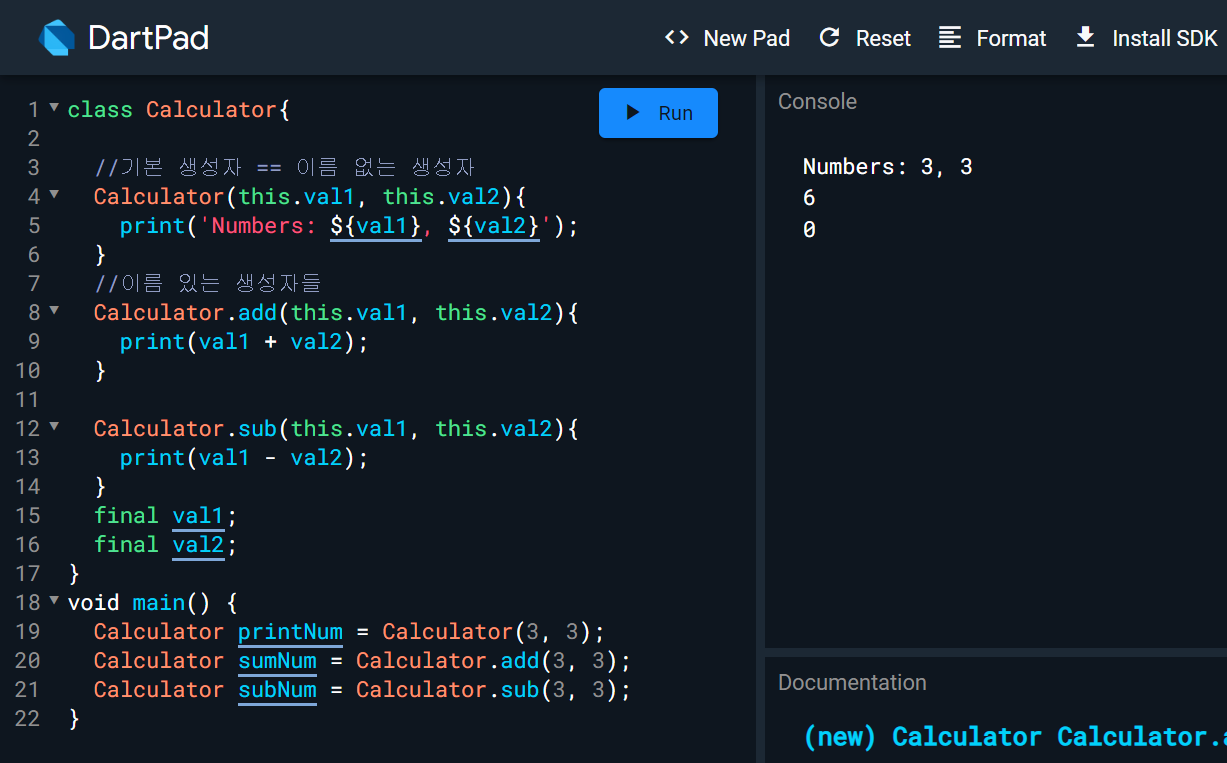 DartPad
<> New Pad
Reset
Format
Install SDK
Run
1 class Calculator{
2
3 //기본 생성자 == 이름 없는 생성자
4 Calculator(this.val1, this.val2){
5 print('Numbers: ${val1}, ${val2}');
6 }
7 //이름 있는 생성자들
8 Calculator.add(this.val1, this.val2){
9 print(val1 + val2);
10 }
11
12 Calculator.sub(this.val1, this.val2){
13 print(val1 - val2);
14 }
15 final val1;
16 final val2;
17 }
18 void main() {
19 Calculator printNum = Calculator(3, 3);
20 Calculator sumNum = Calculator.add(3, 3);
21 Calculator subNum = Calculator.sub(3, 3);
22 }
Console
Numbers: 3, 3
6
0
Documentation
(new) Calculator Calculator.